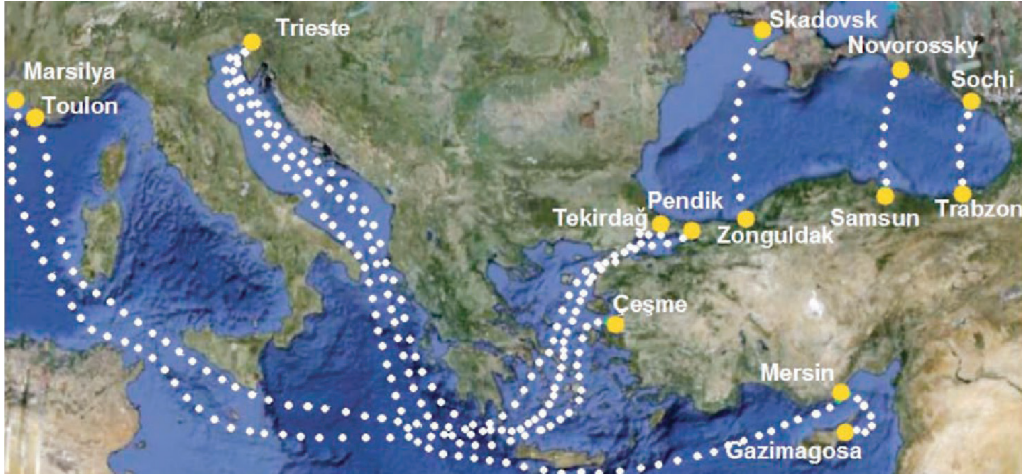 Trieste
Skadovsk
Novorossky
Marsilya
Sochi
Toulon
Pendik
Tekirdağ
Zonguldak
Samsun
Trabzon
Çeşme
Mersin
Gazimagosa